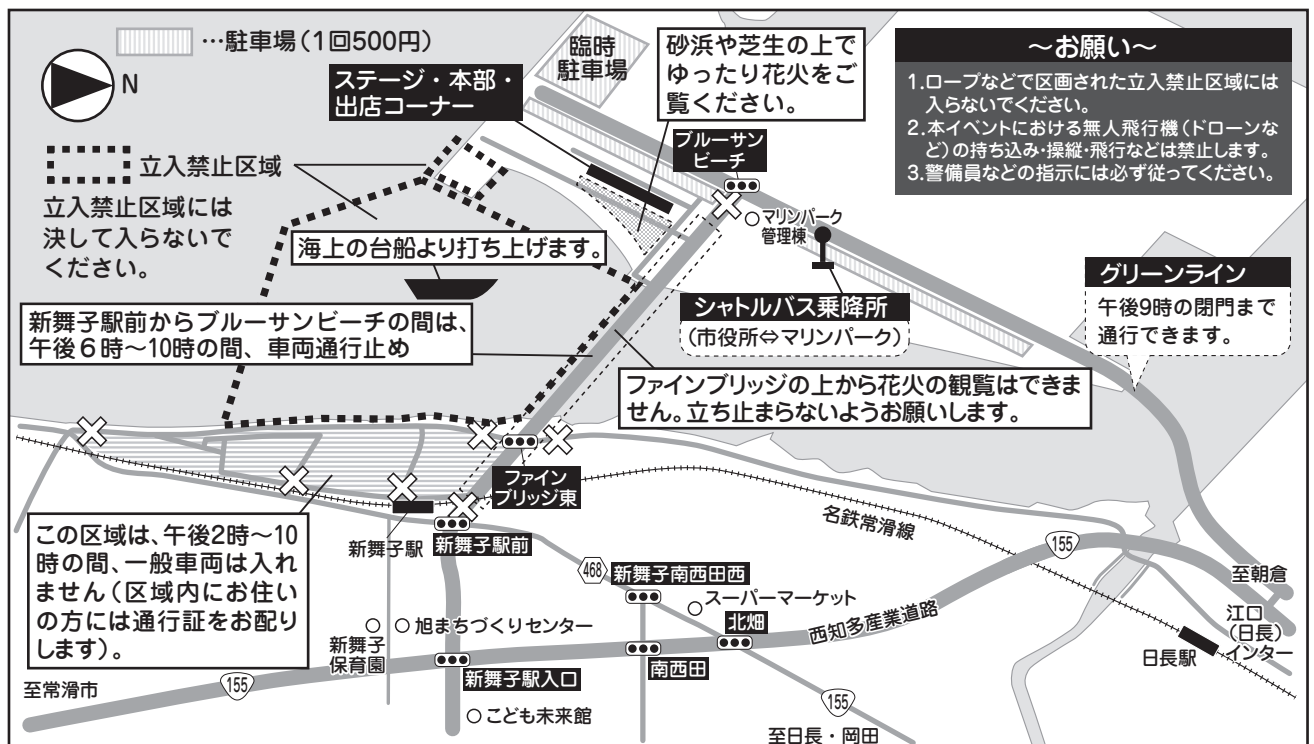 …駐車場（1回500円）
N
立入禁止区域
立入禁止区域には
決して入らないで
ください。
ステージ・本部・
出店コーナー
臨時
駐車場
砂浜や芝生の上で
ゆったり花火をご
覧ください。
～お願い～
1.ロープなどで区画された立入禁止区域には
入らないでください。
2.本イベントにおける無人飛行機（ドローンな
ど）の持ち込み・操縦・飛行などは禁止します。
3.警備員などの指示には必ず従ってください。
ブルーサン
ビーチ
マリンパーク
管理棟
海上の台船より打ち上げます。
シャトルバス乗降所
（市役所⇔マリンパーク）
グリーンライン
午後9時の閉門まで
通行できます。
新舞子駅前からブルーサンビーチの間は、
午後６時～10時の間、車両通行止め
ファインブリッジの上から花火の観覧はできま
せん。立ち止まらないようお願いします。
ファイン
ブリッジ東
この区域は、午後2時～10
時の間、一般車両は入れ
ません（区域内にお住い
の方には通行証をお配り
します）。
新舞子駅
新舞子駅前
名鉄常滑線
155
468
新舞子南西田西
スーパーマーケット
北畑
西知多産業道路
至朝倉
江口
（日長）
インター
日長駅
新舞子
保育園
旭まちづくりセンター
新舞子駅入口
南西田
至常滑市
155
こども未来館
155
至日長・岡田